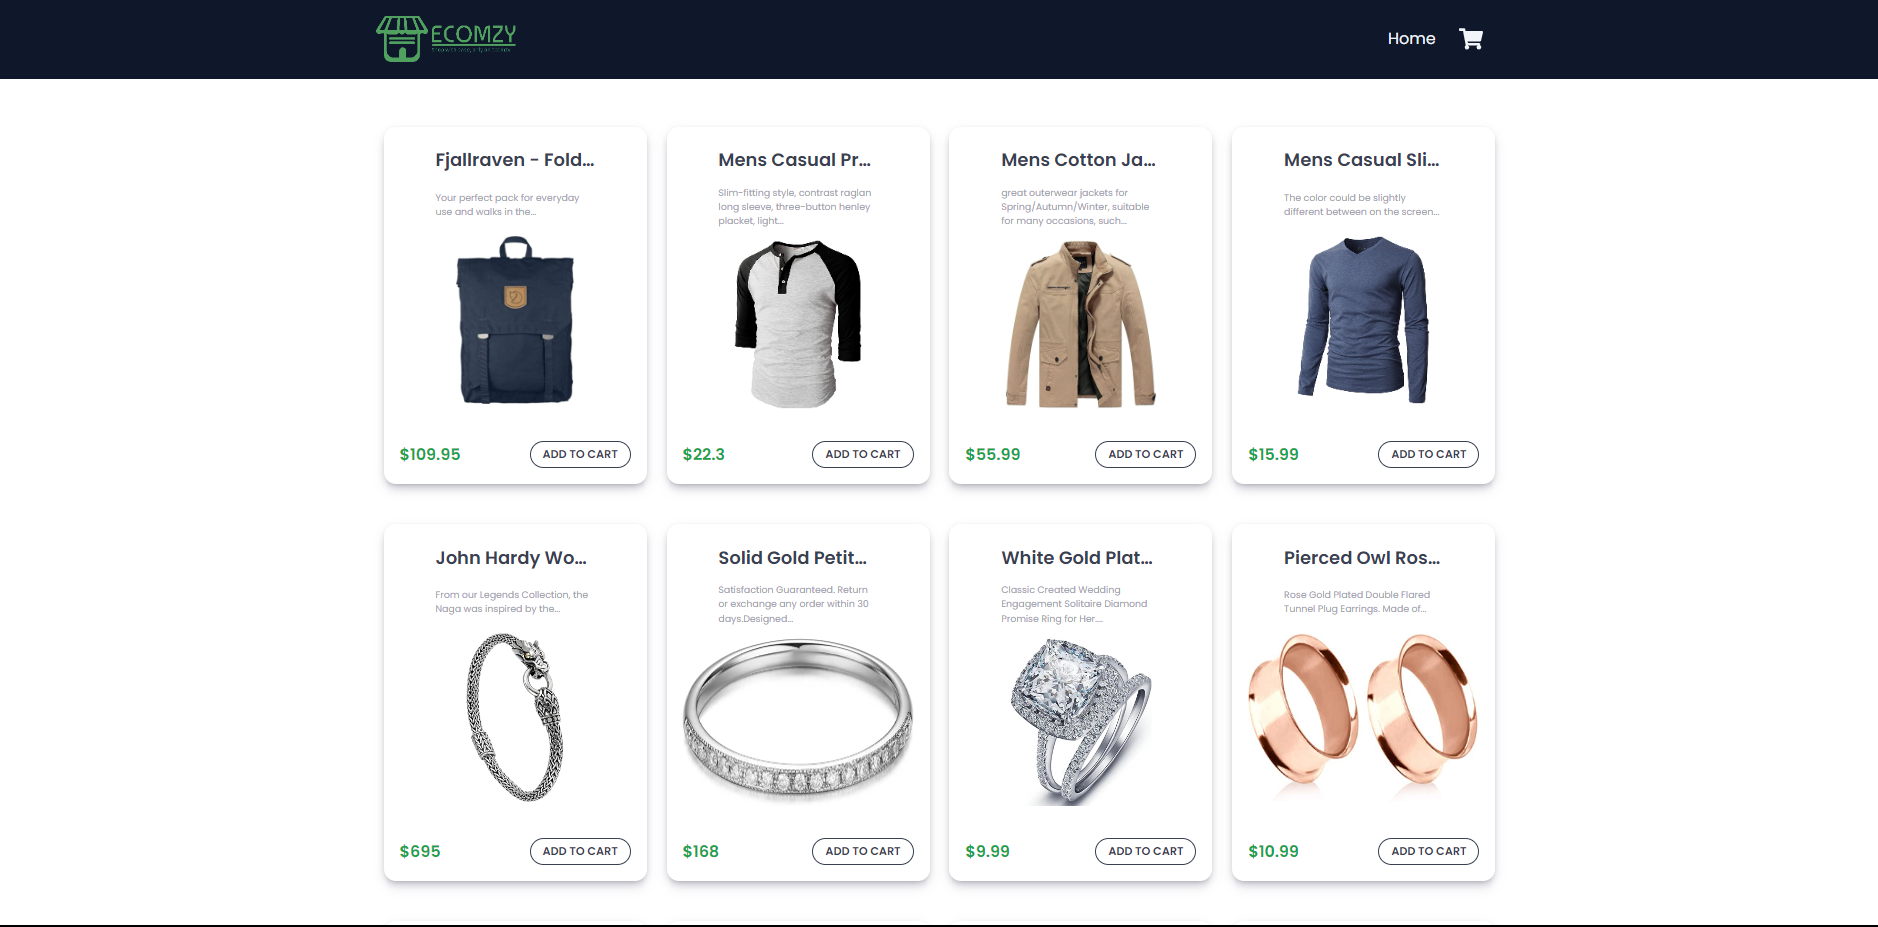 ECOMZY
Home
Fjallraven - Fold...
Your perfect pack for everyday
use and walks in the...
$109.95
ADD TO CART
Mens Casual Pr...
Slim-fitting style, contrast raglan
long sleeve, three-button henley
placket, light...
$22.3
ADD TO CART
Mens Cotton Ja...
great outerwear jackets for
Spring/Autumn/Winter, suitable
for many occasions, such...
$55.99
ADD TO CART
Mens Casual Sli...
The color could be slightly
different between on the screen...
$15.99
ADD TO CART
John Hardy Wo...
From our Legends Collection, the
Naga was inspired by the...
$695
ADD TO CART
Solid Gold Petit...
Satisfaction Guaranteed. Return
or exchange any order within 30
days.Designed...
$168
ADD TO CART
White Gold Plat...
Classic Created Wedding
Engagement Solitaire Diamond
Promise Ring for Her....
$9.99
ADD TO CART
Pierced Owl Ros...
Rose Gold Plated Double Flared
Tunnel Plug Earrings. Made of...
$10.99
ADD TO CART